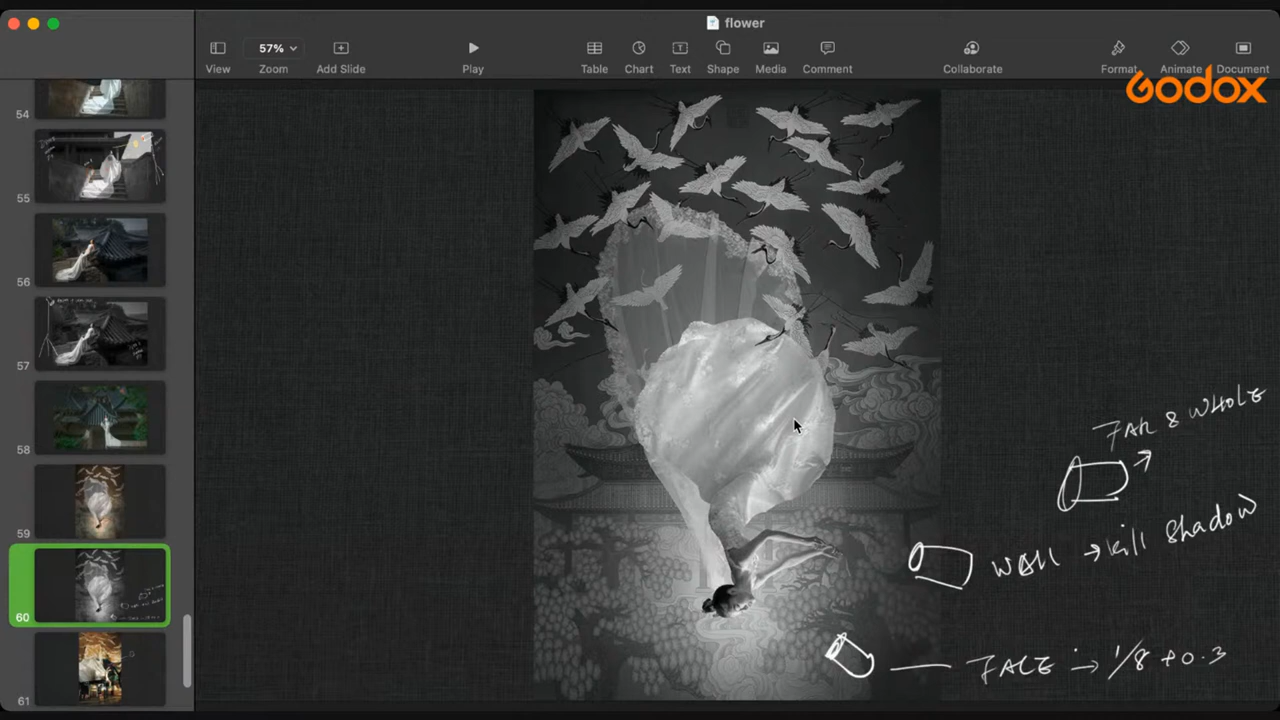 flower
57%
View
Zoom
Add Slide
Play
Table
Chart
Text
Shape
Media
Comment
Collaborate
Format
Animate
Document
Godox
54
55
56
57
58
59
60
61
FAR & WHOLE
WALL → kill Shadow
FACE → 1/8 +0.3